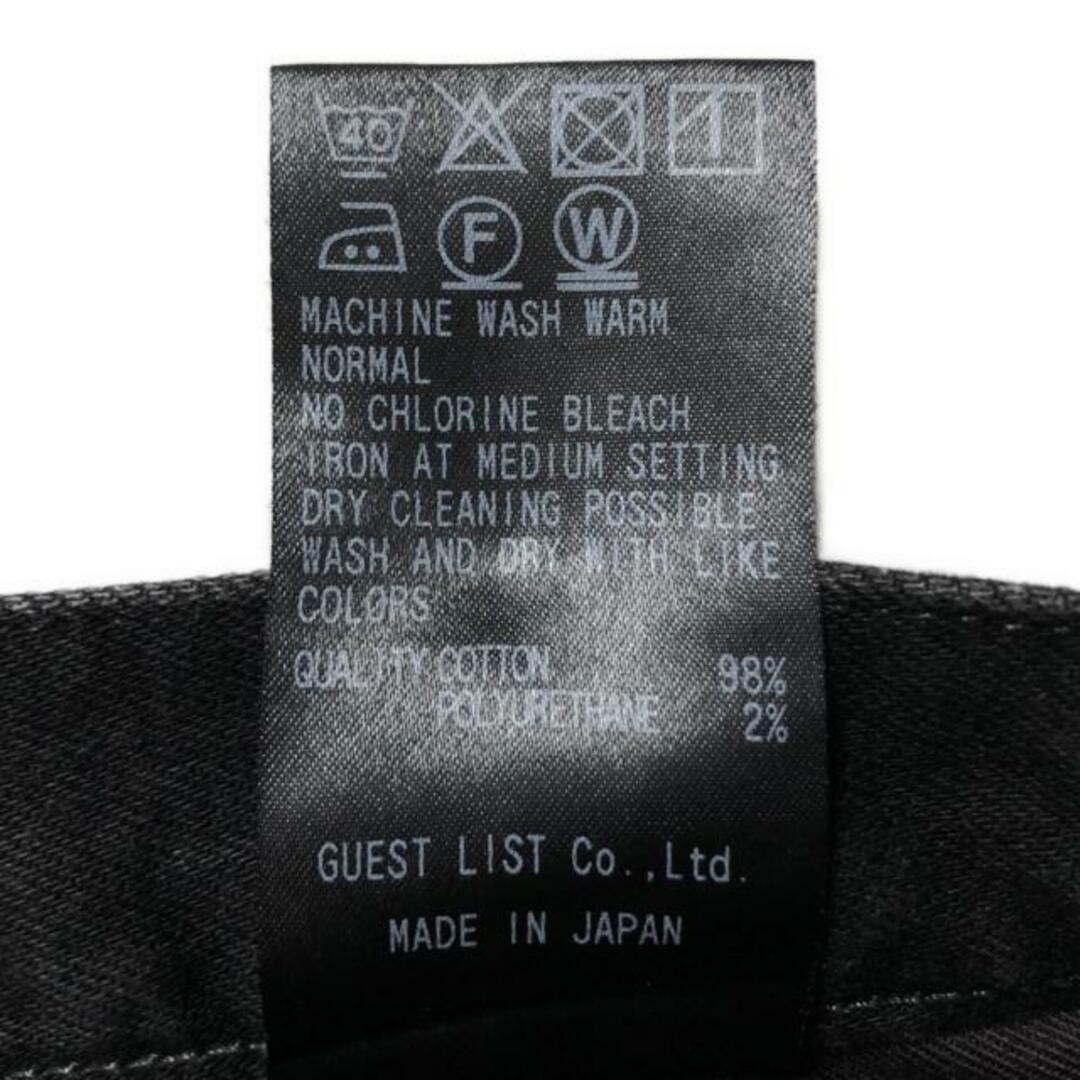 40
F W
MACHINE WASH WARM
NORMAL
NO CHLORINE BLEACH
IRON AT MEDIUM SETTING
DRY CLEANING POSSIBLE
WASH AND DRY WITH LIKE
COLORS
QUALITY COTTON 98%
POLYURETHANE 2%
GUEST LIST Co.,Ltd.
MADE IN JAPAN